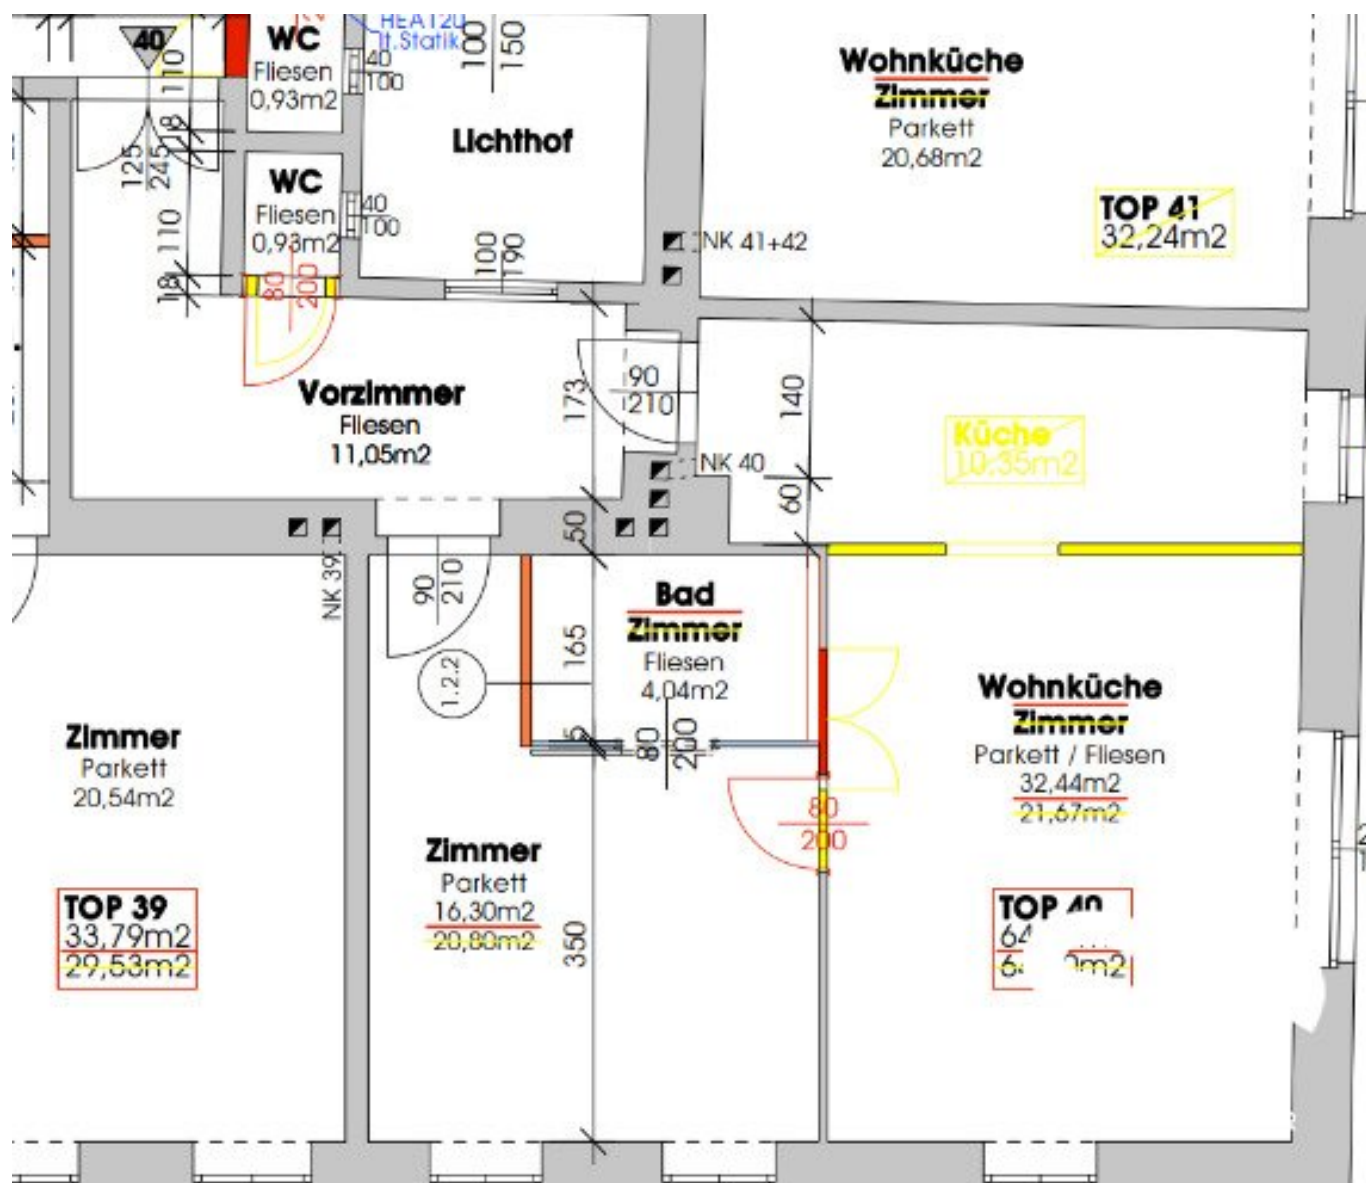 40
WC
Fliesen
0,93m2
HEA120
lt.Statik
40
100
100
150
Lichthof
Wohnküche
Zimmer
Parkett
20,68m2
TOP 41
32,24m2
110
18
125
245
WC
Fliesen
0,93m2
40
100
110
18
80
200
100
190
NK 41+42
Vorzimmer
Fliesen
11,05m2
173
90
210
140
Küche
10.35m2
NK 40
60
50
NK 39
90
210
1.2.2
165
Bad
Zimmer
Fliesen
4,04m2
5
80
200
Zimmer
Parkett
20,54m2
TOP 39
33,79m2
29,53m2
Zimmer
Parkett
16,30m2
20,80m2
350
80
200
Wohnküche
Zimmer
Parkett / Fliesen
32,44m2
21,67m2
TOP 40